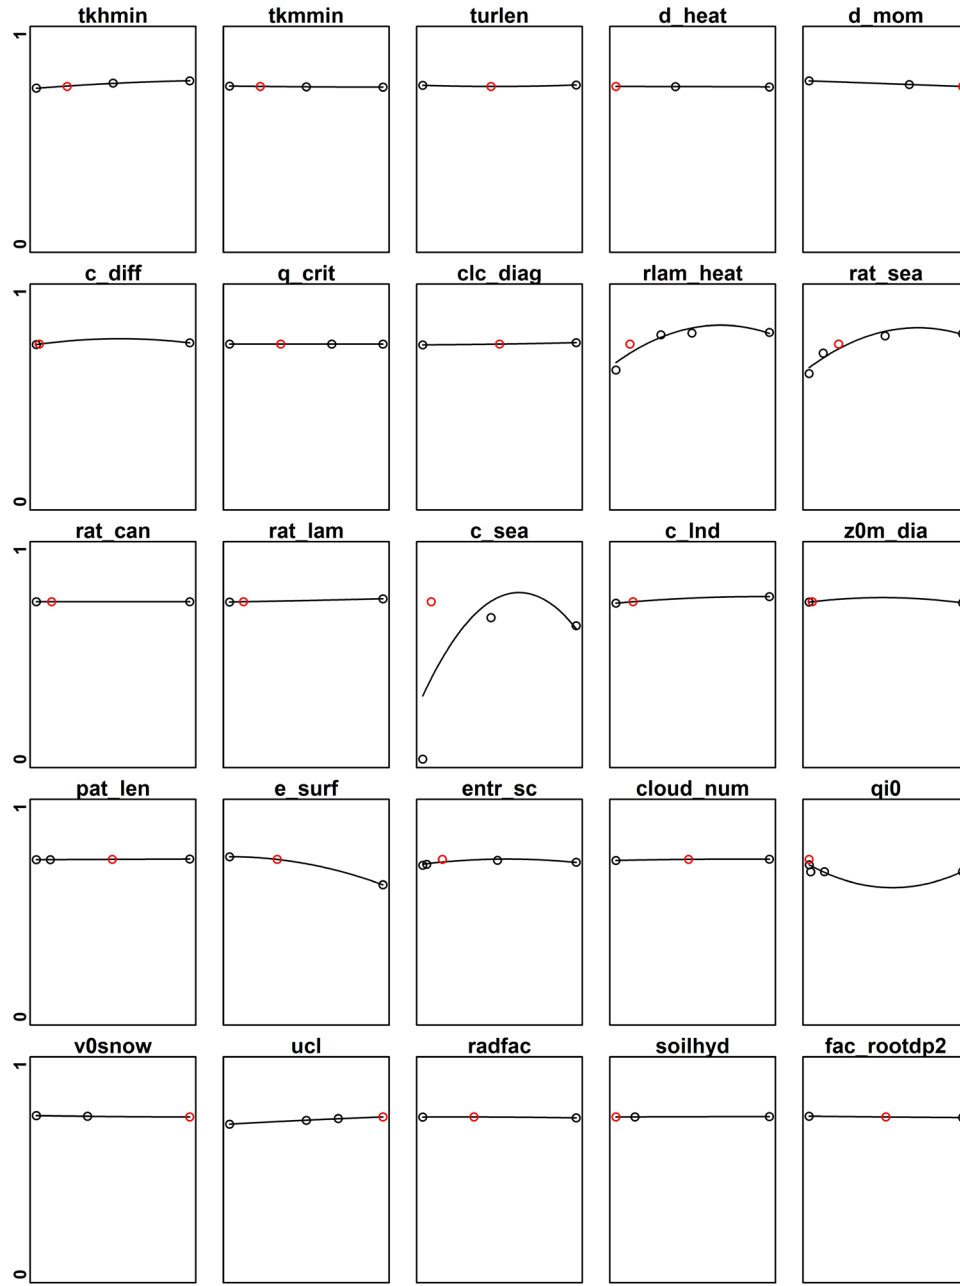 tkhmin tkmmin turlen d_heat d_mom
1
0
c_diff q_crit clc_diag rlam_heat rat_sea
1
0
rat_can rat_lam c_sea c_lnd z0m_dia
1
0
pat_len e_surf entr_sc cloud_num qi0
1
0
v0snow ucl radfac soilhyd fac_rootdp2
1
0